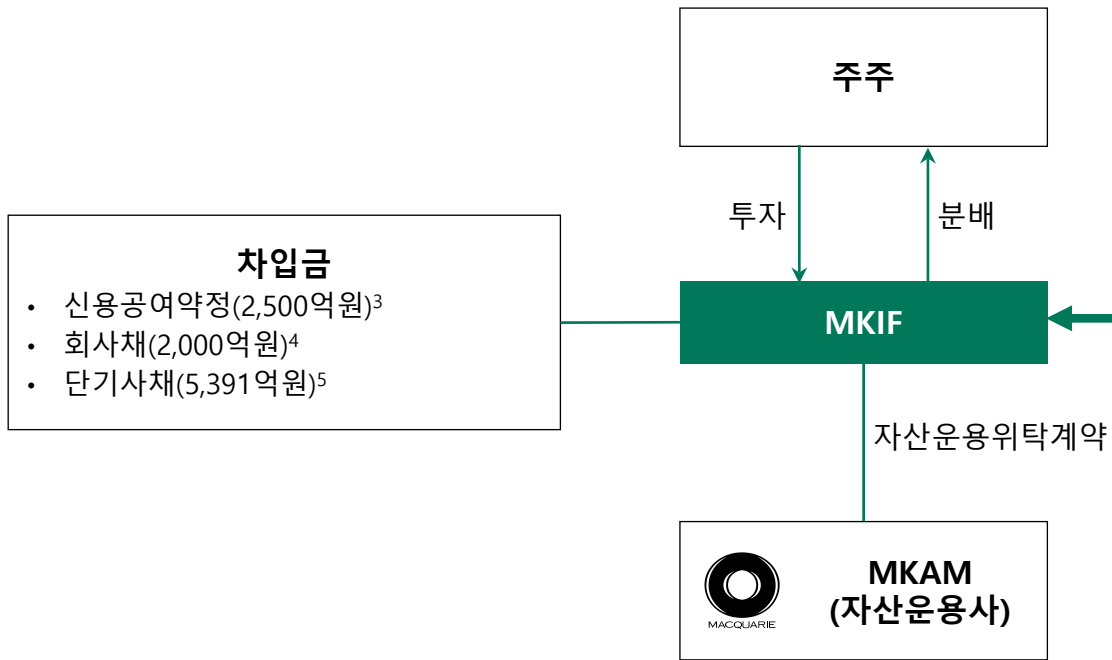 주주
투자
분배
차입금
• 신용공여약정(2,500억원)3
• 회사채(2,000억원)4
• 단기사채(5,391억원)5
MKIF
자산운용위탁계약
MACQUARIE
MKAM
(자산운용사)